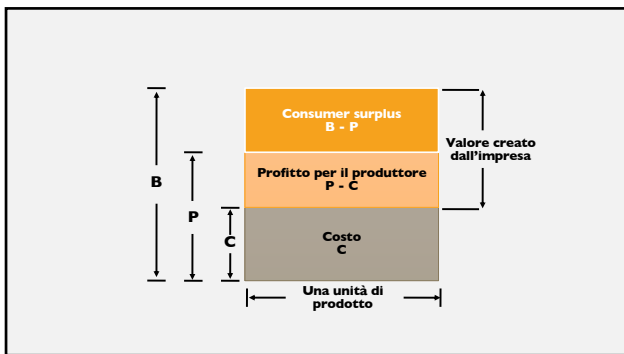 Consumer surplus
B - P
Valore creato
dall'impresa
Profitto per il produttore
P - C
B
P
C
Costo
C
Una unità di
prodotto